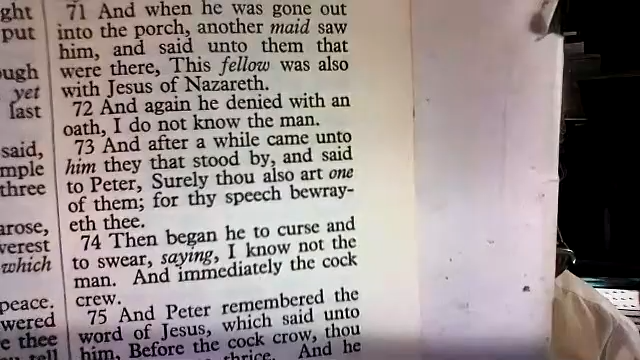 ght
put
ough
yet
last
said,
mple
three
arose,
verest
which
peace.
wered
e thee
u tell
71 And when he was gone out
into the porch, another maid saw
him, and said unto them that
were there, This fellow was also
with Jesus of Nazareth.
72 And again he denied with an
oath, I do not know the man.
73 And after a while came unto
him they that stood by, and said
to Peter, Surely thou also art one
of them; for thy speech bewray-
eth thee.
74 Then began he to curse and
to swear, saying, I know not the
man. And immediately the cock
crew.
75 And Peter remembered the
word of Jesus, which said unto
him, Before the cock crow, thou
thrice. And he